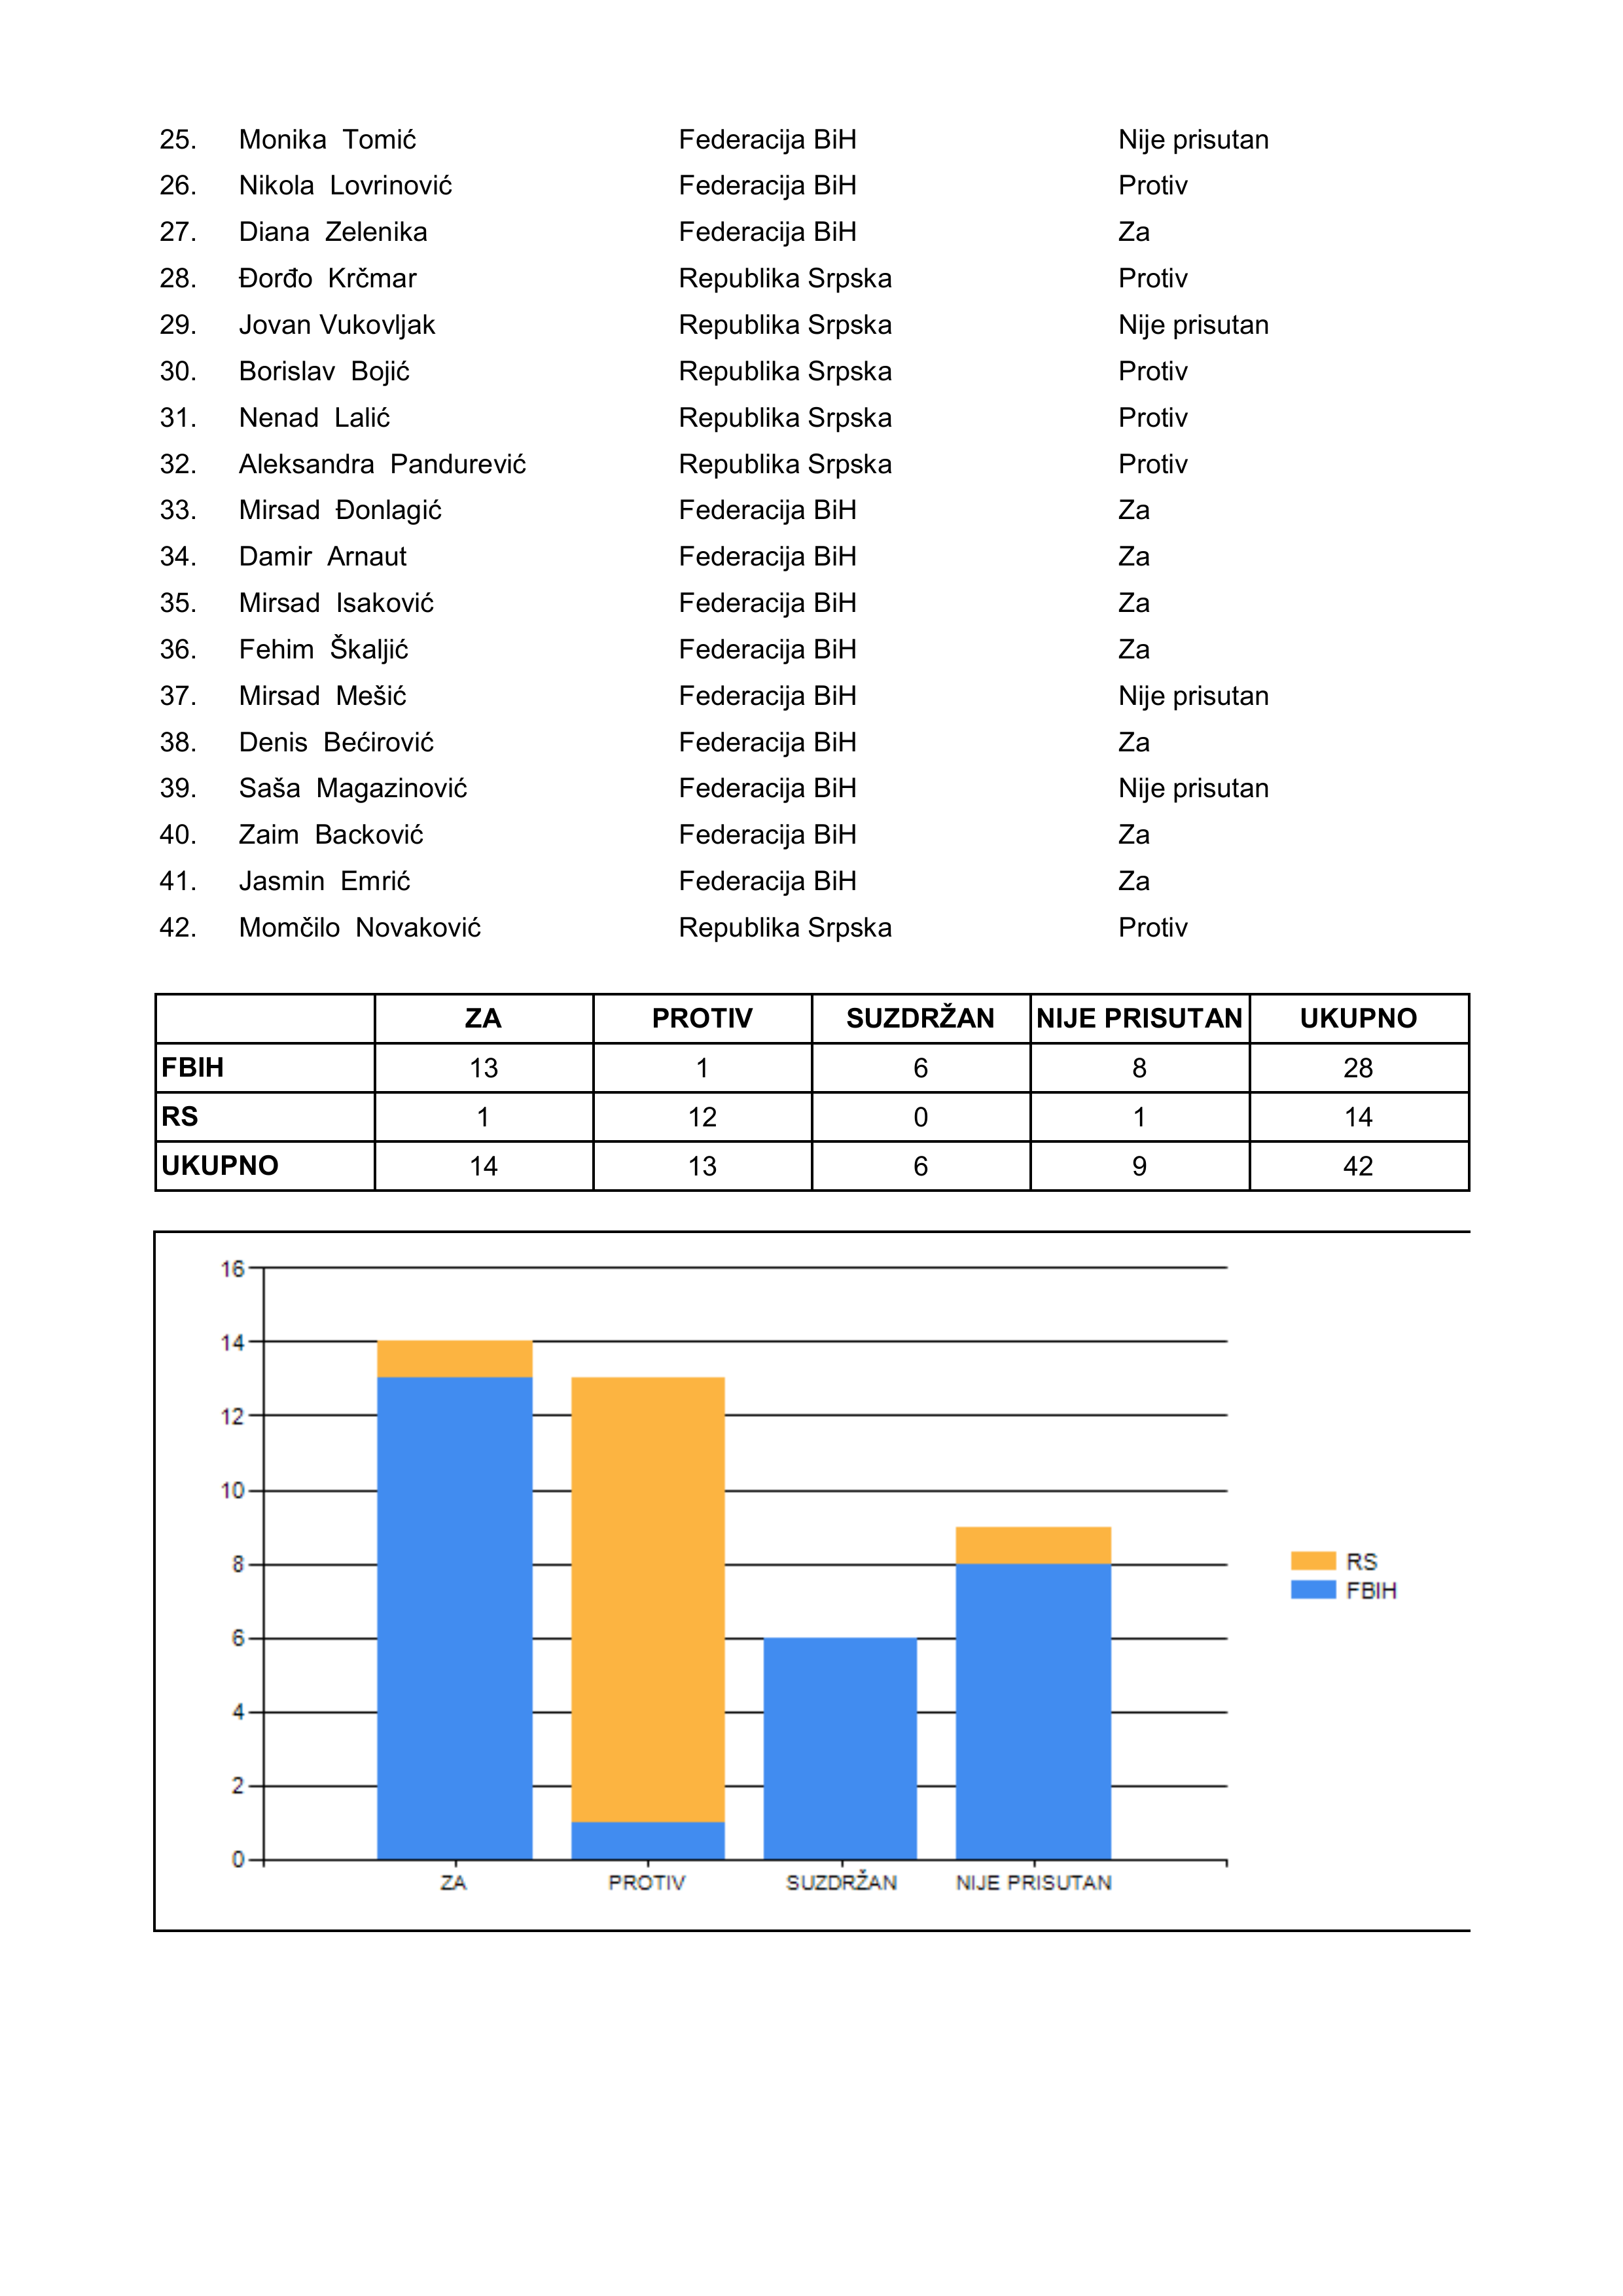 25. Monika Tomić Federacija BiH Nije prisutan
26. Nikola Lovrinović Federacija BiH Protiv
27. Diana Zelenika Federacija BiH Za
28. Đorđo Krčmar Republika Srpska Protiv
29. Jovan Vukovljak Republika Srpska Nije prisutan
30. Borislav Bojić Republika Srpska Protiv
31. Nenad Lalić Republika Srpska Protiv
32. Aleksandra Pandurević Republika Srpska Protiv
33. Mirsad Đonlagić Federacija BiH Za
34. Damir Arnaut Federacija BiH Za
35. Mirsad Isaković Federacija BiH Za
36. Fehim Škaljić Federacija BiH Za
37. Mirsad Mešić Federacija BiH Nije prisutan
38. Denis Bećirović Federacija BiH Za
39. Saša Magazinović Federacija BiH Nije prisutan
40. Zaim Backović Federacija BiH Za
41. Jasmin Emrić Federacija BiH Za
42. Momčilo Novaković Republika Srpska Protiv
ZA PROTIV SUZDRŽAN NIJE PRISUTAN UKUPNO
FBIH 13 1 6 8 28
RS 1 12 0 1 14
UKUPNO 14 13 6 9 42
16
14
12
10
8
6
4
2
0
ZA PROTIV SUZDRŽAN NIJE PRISUTAN
RS
FBIH